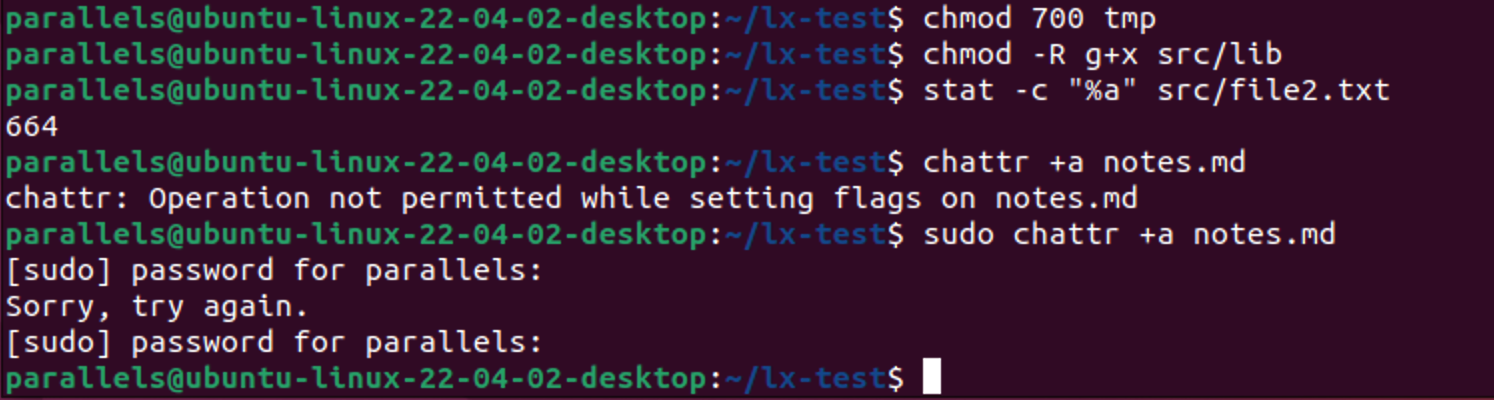 parallels@ubuntu-linux-22-04-02-desktop:~/lx-test$ chmod 700 tmp
parallels@ubuntu-linux-22-04-02-desktop:~/lx-test$ chmod -R g+x src/lib
parallels@ubuntu-linux-22-04-02-desktop:~/lx-test$ stat -c "%a" src/file2.txt
664
parallels@ubuntu-linux-22-04-02-desktop:~/lx-test$ chattr +a notes.md
chattr: Operation not permitted while setting flags on notes.md
parallels@ubuntu-linux-22-04-02-desktop:~/lx-test$ sudo chattr +a notes.md
[sudo] password for parallels:
Sorry, try again.
[sudo] password for parallels:
parallels@ubuntu-linux-22-04-02-desktop:~/lx-test$